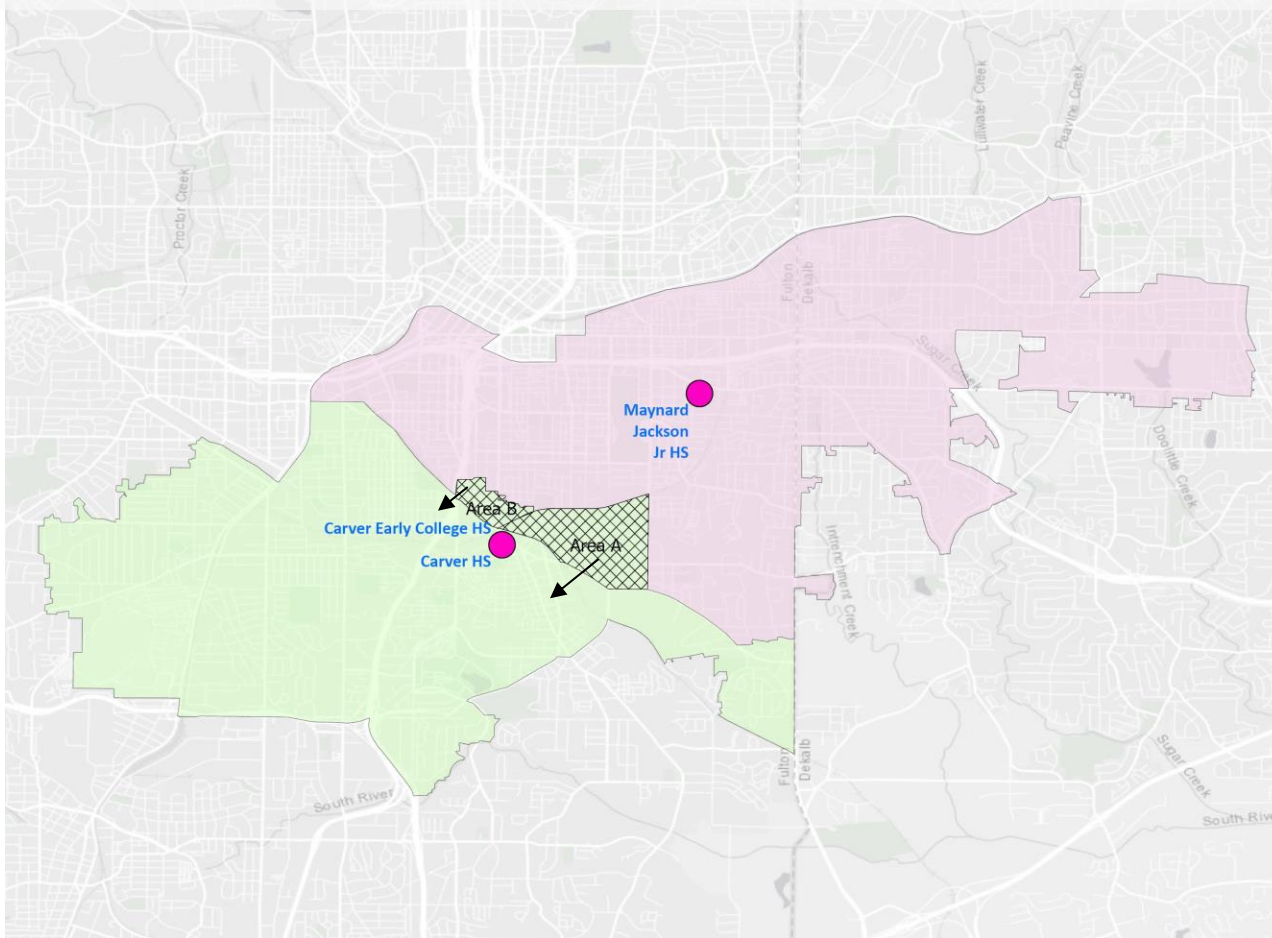 Lullwater Creek
Peavine Creek
Proctor Creek
Fulton
Dekalb
Sugar Creek
Maynard
Jackson
Jr HS
Doolittle Creek
Area B
Carver Early College HS
Area A
Carver HS
Intrenchment Creek
Fulton
Dekalb
Sugar Creek
South River
South Rive